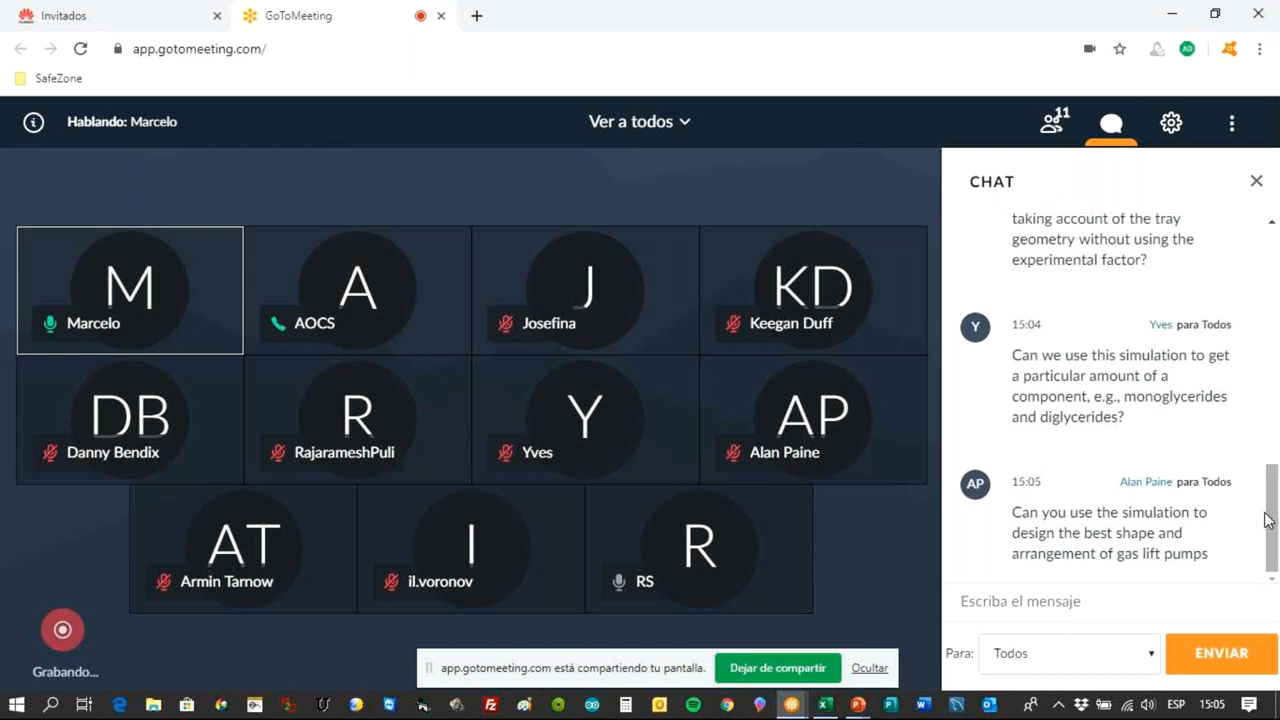 Invitados
GoToMeeting
app.gotomeeting.com/
AD
SafeZone
Hablando: Marcelo
Ver a todos
11
CHAT
taking account of the tray
geometry without using the
experimental factor?
Y
15:04 Yves para Todos
Can we use this simulation to get
a particular amount of a
component, e.g., monoglycerides
and diglycerides?
AP
15:05 Alan Paine para Todos
Can you use the simulation to
design the best shape and
arrangement of gas lift pumps
Escriba el mensaje
Para: Todos
ENVIAR
M
Marcelo
A
AOCS
J
Josefina
KD
Keegan Duff
DB
Danny Bendix
R
RajarameshPuli
Y
Yves
AP
Alan Paine
AT
Armin Tarnow
I
il.voronov
R
RS
Grabando...
app.gotomeeting.com está compartiendo tu pantalla.
Dejar de compartir
Ocultar
ESP
15:05